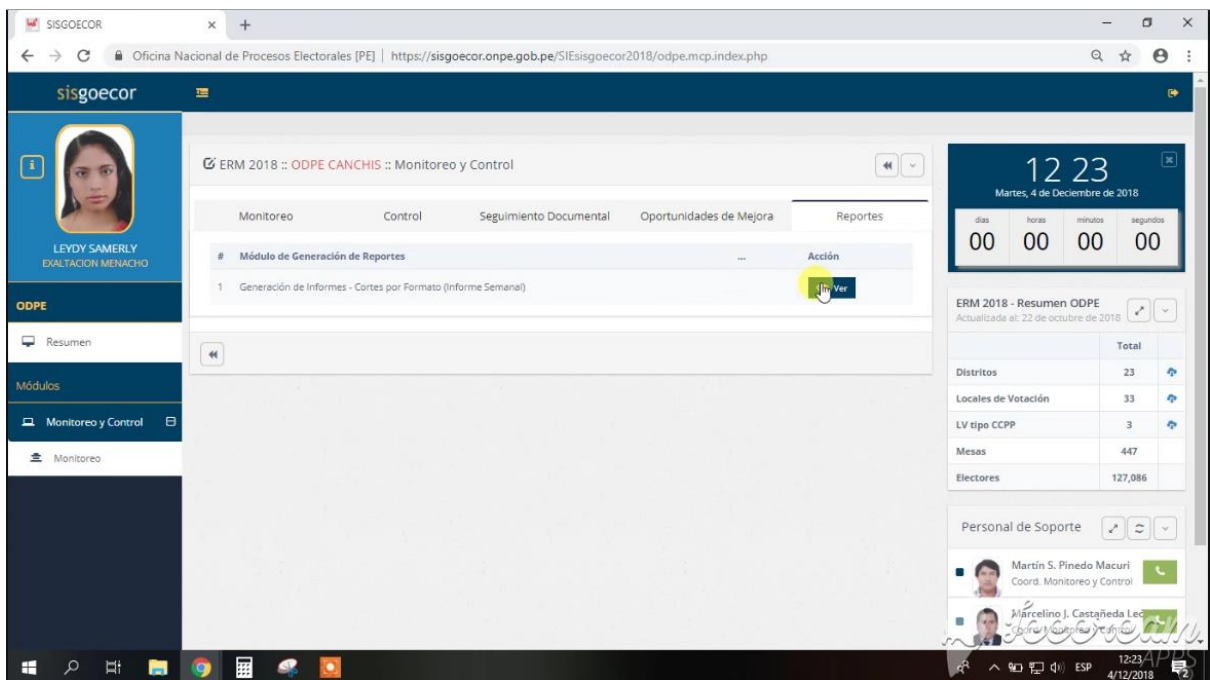 SISGOECOR
Oficina Nacional de Procesos Electorales [PE] | https://sisgoecor.onpe.gob.pe/SIEsisgoecor2018/odpe.mcp.index.php
sisgoecor
LEYDY SAMERLY
EXALTACION MENACHO
ODPE
Resumen
Módulos
Monitoreo y Control
Monitoreo
ERM 2018 :: ODPE CANCHIS :: Monitoreo y Control
Monitoreo Control Seguimiento Documental Oportunidades de Mejora Reportes
# Módulo de Generación de Reportes ... Acción
1 Generación de Informes - Cortes por Formato (Informe Semanal) Ver
12 23
Martes, 4 de Deciembre de 2018
días horas minutos segundos
00 00 00 00
ERM 2018 - Resumen ODPE
Actualizada al: 22 de octubre de 2018
Total
Distritos 23
Locales de Votación 33
LV tipo CCPP 3
Mesas 447
Electores 127,086
Personal de Soporte
Martín S. Pinedo Macuri
Coord. Monitoreo y Control
Marcelino J. Castañeda
Icecream
APPS
ESP
12:23
4/12/2018